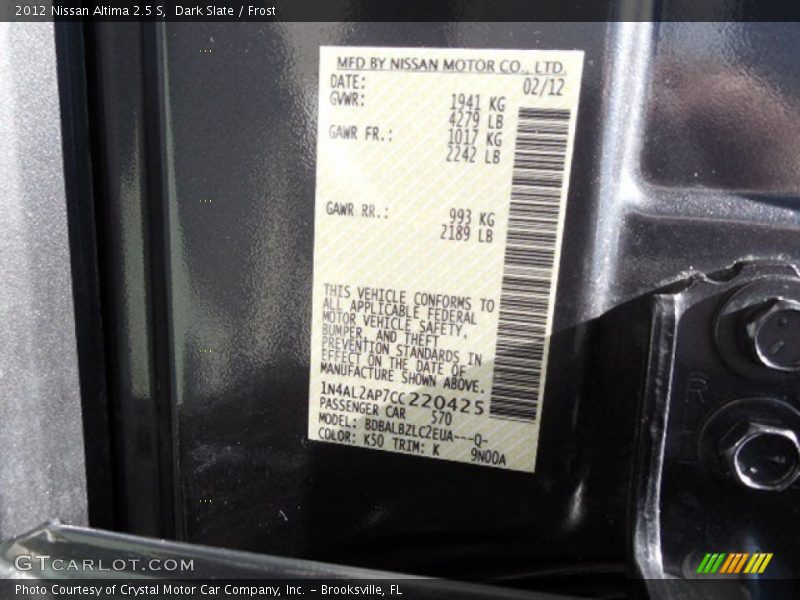 2012 Nissan Altima 2.5 S, Dark Slate / Frost
MFD BY NISSAN MOTOR CO., LTD.
DATE: 02/12
GVWR: 1941 KG
4279 LB
GAWR FR.: 1017 KG
2242 LB
GAWR RR.: 993 KG
2189 LB
THIS VEHICLE CONFORMS TO
ALL APPLICABLE FEDERAL
MOTOR VEHICLE SAFETY,
BUMPER, AND THEFT
PREVENTION STANDARDS IN
EFFECT ON THE DATE OF
MANUFACTURE SHOWN ABOVE.
1N4AL2AP7CC220425
PASSENGER CAR 570
MODEL: BDBALBZLC2EUA---Q-
COLOR: K50 TRIM: K 9N00A
GTCARLOT.COM
Photo Courtesy of Crystal Motor Car Company, Inc. – Brooksville, FL